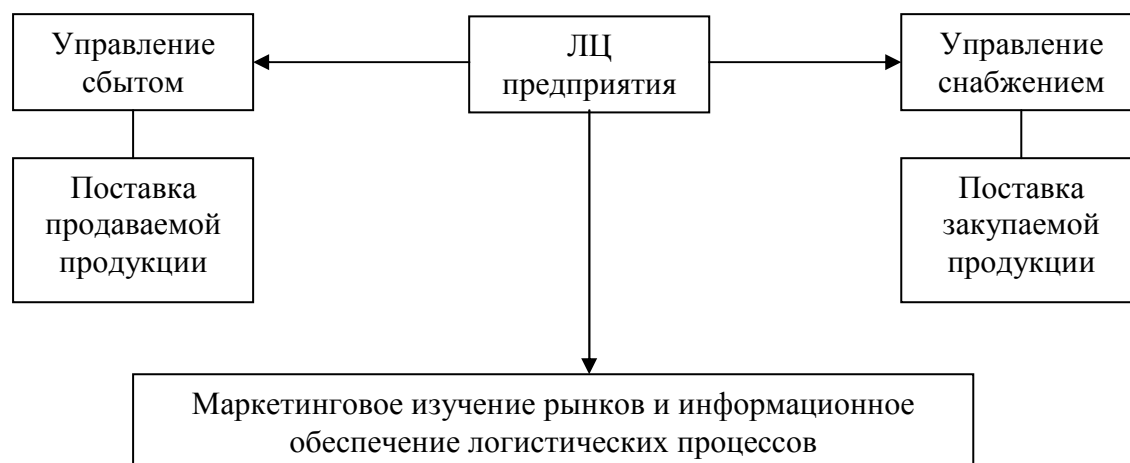 Управление
сбытом
ЛЦ
предприятия
Управление
снабжением
Поставка
продаваемой
продукции
Поставка
закупаемой
продукции
Маркетинговое изучение рынков и информационное
обеспечение логистических процессов